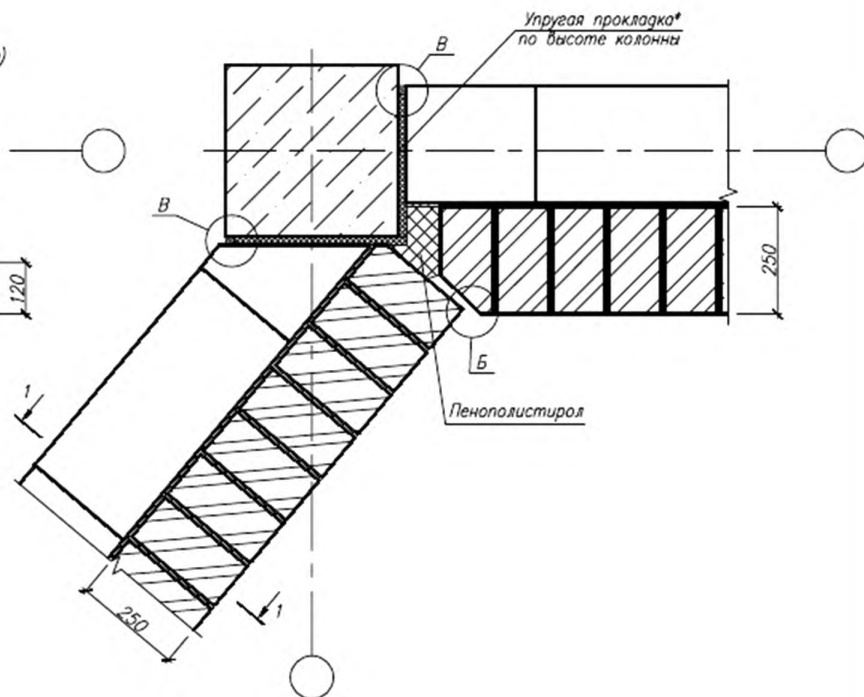 Упругая прокладка*
по высоте колонны
)
В
В
120
250
Б
Пенополистирол
1
1
250